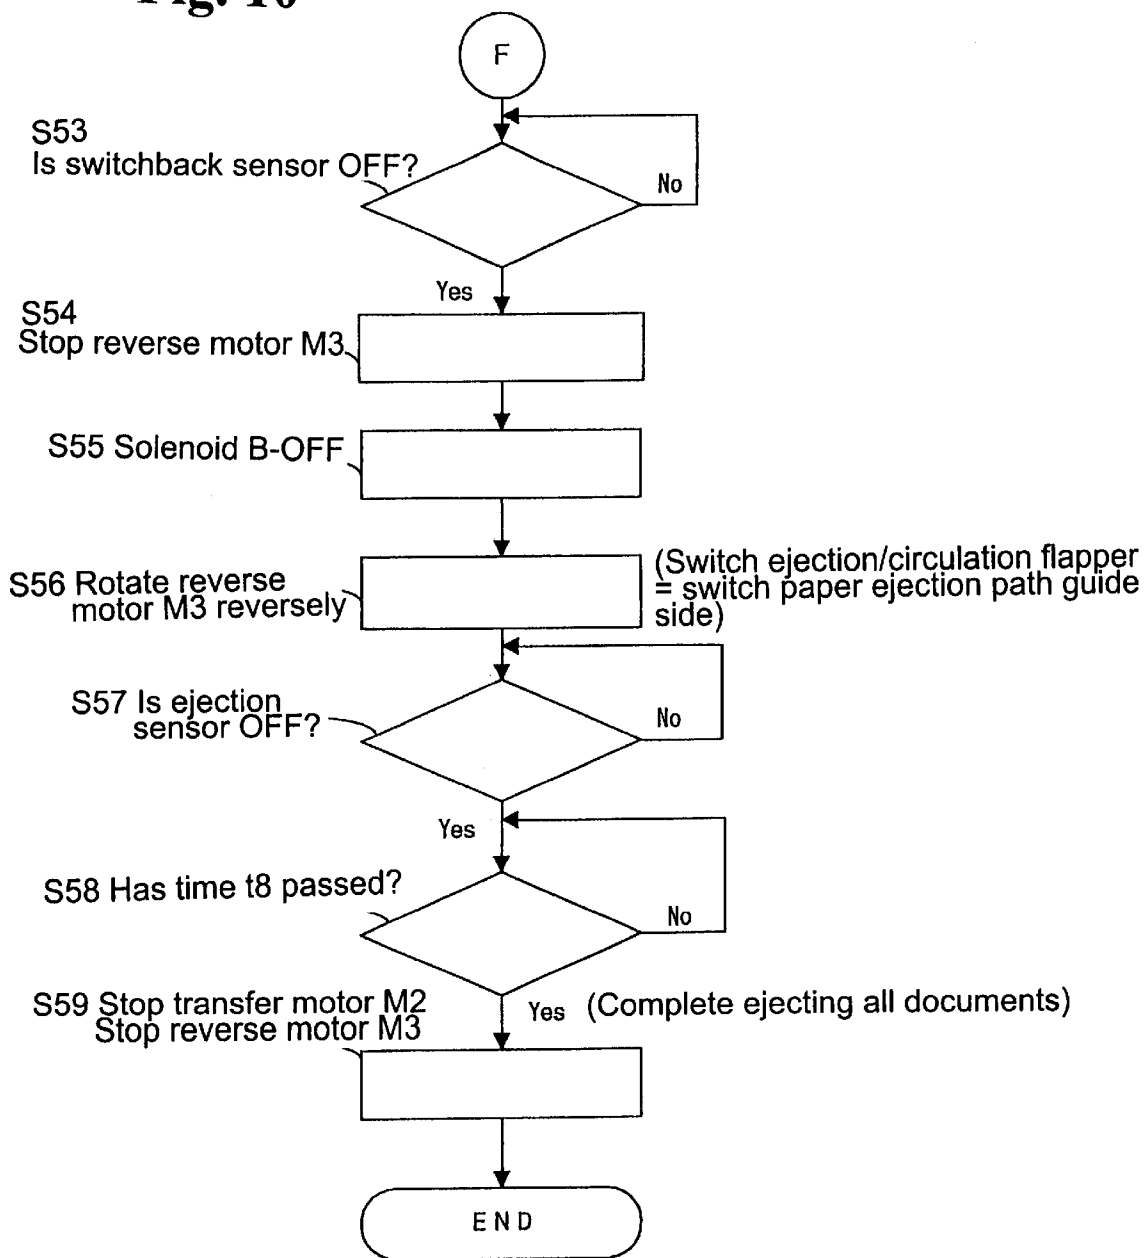 Fig. 10
F
S53
Is switchback sensor OFF?
No
Yes
S54
Stop reverse motor M3
S55 Solenoid B-OFF
S56 Rotate reverse
motor M3 reversely
(Switch ejection/circulation flapper
= switch paper ejection path guide
side)
S57 Is ejection
sensor OFF?
No
Yes
S58 Has time t8 passed?
No
S59 Stop transfer motor M2
Stop reverse motor M3
Yes (Complete ejecting all documents)
END